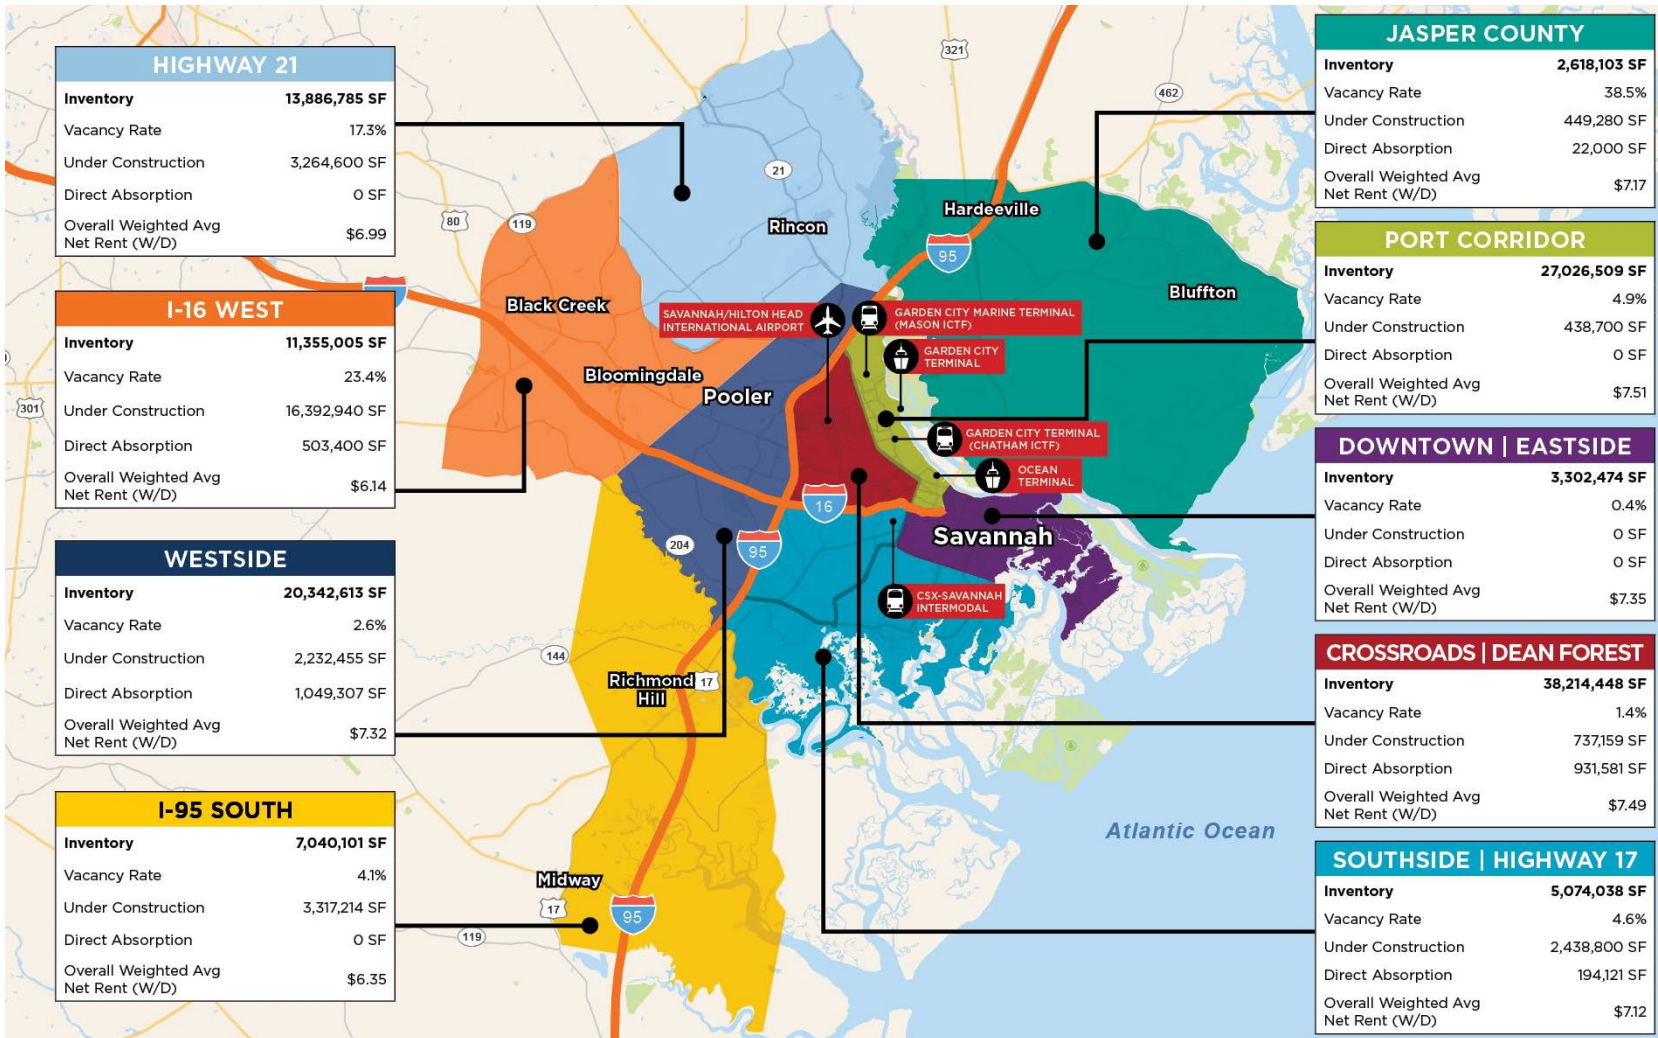 HIGHWAY 21
Inventory 13,886,785 SF
Vacancy Rate 17.3%
Under Construction 3,264,600 SF
Direct Absorption 0 SF
Overall Weighted Avg
Net Rent (W/D) $6.99
I-16 WEST
Inventory 11,355,005 SF
Vacancy Rate 23.4%
Under Construction 16,392,940 SF
Direct Absorption 503,400 SF
Overall Weighted Avg
Net Rent (W/D) $6.14
WESTSIDE
Inventory 20,342,613 SF
Vacancy Rate 2.6%
Under Construction 2,232,455 SF
Direct Absorption 1,049,307 SF
Overall Weighted Avg
Net Rent (W/D) $7.32
I-95 SOUTH
Inventory 7,040,101 SF
Vacancy Rate 4.1%
Under Construction 3,317,214 SF
Direct Absorption 0 SF
Overall Weighted Avg
Net Rent (W/D) $6.35
321
462
21
80
119
Rincon
Hardeeville
95
Black Creek
Bluffton
SAVANNAH/HILTON HEAD
INTERNATIONAL AIRPORT
GARDEN CITY MARINE TERMINAL
(MASON ICTF)
GARDEN CITY
TERMINAL
Bloomingdale
Pooler
301
GARDEN CITY TERMINAL
(CHATHAM ICTF)
OCEAN
TERMINAL
16
Savannah
204
95
CSX-SAVANNAH
INTERMODAL
144
Richmond
Hill
17
Atlantic Ocean
Midway
17
95
119
JASPER COUNTY
Inventory 2,618,103 SF
Vacancy Rate 38.5%
Under Construction 449,280 SF
Direct Absorption 22,000 SF
Overall Weighted Avg
Net Rent (W/D) $7.17
PORT CORRIDOR
Inventory 27,026,509 SF
Vacancy Rate 4.9%
Under Construction 438,700 SF
Direct Absorption 0 SF
Overall Weighted Avg
Net Rent (W/D) $7.51
DOWNTOWN | EASTSIDE
Inventory 3,302,474 SF
Vacancy Rate 0.4%
Under Construction 0 SF
Direct Absorption 0 SF
Overall Weighted Avg
Net Rent (W/D) $7.35
CROSSROADS | DEAN FOREST
Inventory 38,214,448 SF
Vacancy Rate 1.4%
Under Construction 737,159 SF
Direct Absorption 931,581 SF
Overall Weighted Avg
Net Rent (W/D) $7.49
SOUTHSIDE | HIGHWAY 17
Inventory 5,074,038 SF
Vacancy Rate 4.6%
Under Construction 2,438,800 SF
Direct Absorption 194,121 SF
Overall Weighted Avg
Net Rent (W/D) $7.12